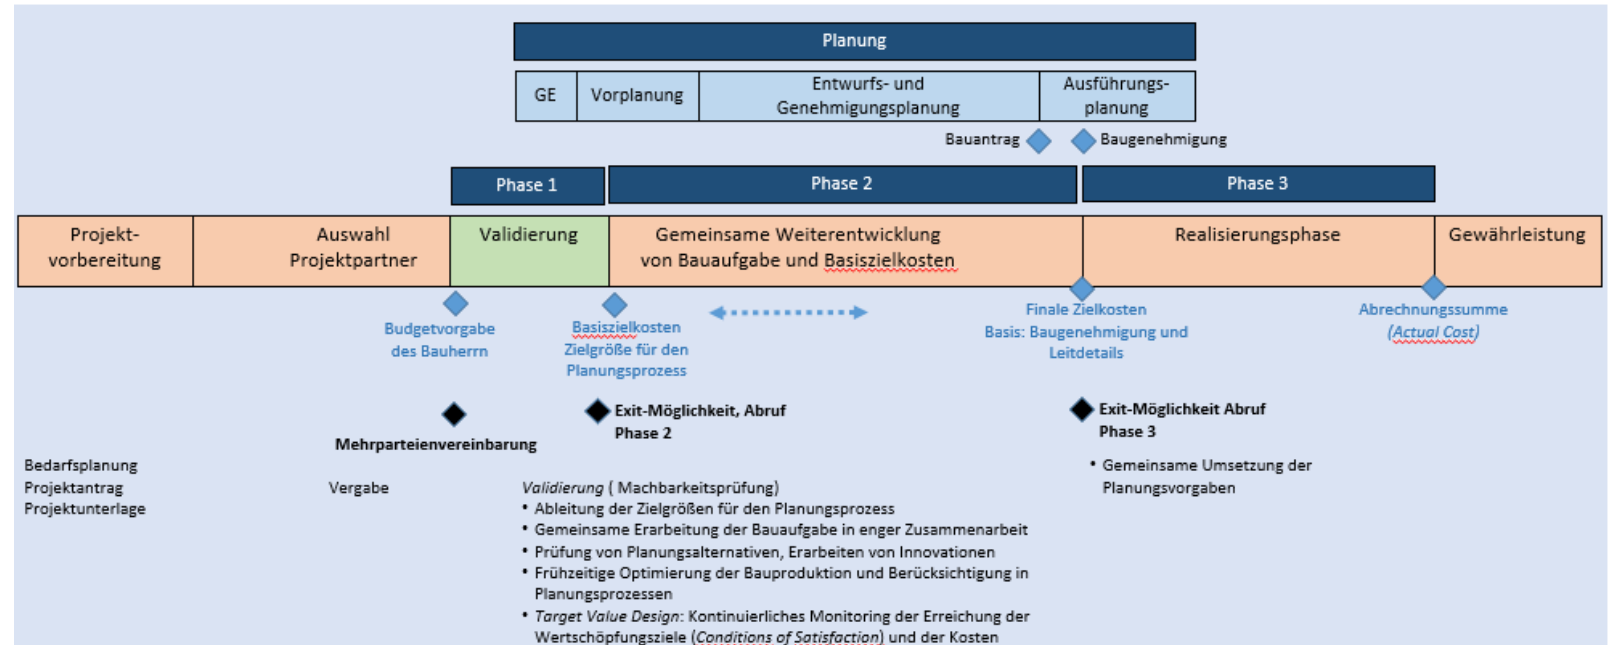 Planung
GE
Vorplanung
Entwurfs- und
Genehmigungsplanung
Ausführungs-
planung
Bauantrag
Baugenehmigung
Phase 1
Phase 2
Phase 3
Projekt-
vorbereitung
Auswahl
Projektpartner
Validierung
Gemeinsame Weiterentwicklung
von Bauaufgabe und Basiszielkosten
Realisierungsphase
Gewährleistung
Budgetvorgabe
des Bauherrn
Basiszielkosten
Zielgröße für den
Planungsprozess
Finale Zielkosten
Basis: Baugenehmigung und
Leitdetails
Abrechnungssumme
(Actual Cost)
Mehrparteienvereinbarung
Exit-Möglichkeit, Abruf
Phase 2
Exit-Möglichkeit Abruf
Phase 3
Bedarfsplanung
Projektantrag
Projektunterlage
Vergabe
Validierung ( Machbarkeitsprüfung)
• Ableitung der Zielgrößen für den Planungsprozess
• Gemeinsame Erarbeitung der Bauaufgabe in enger Zusammenarbeit
• Prüfung von Planungsalternativen, Erarbeiten von Innovationen
• Frühzeitige Optimierung der Bauproduktion und Berücksichtigung in
Planungsprozessen
• Target Value Design: Kontinuierliches Monitoring der Erreichung der
Wertschöpfungsziele (Conditions of Satisfaction) und der Kosten
• Gemeinsame Umsetzung der
Planungsvorgaben